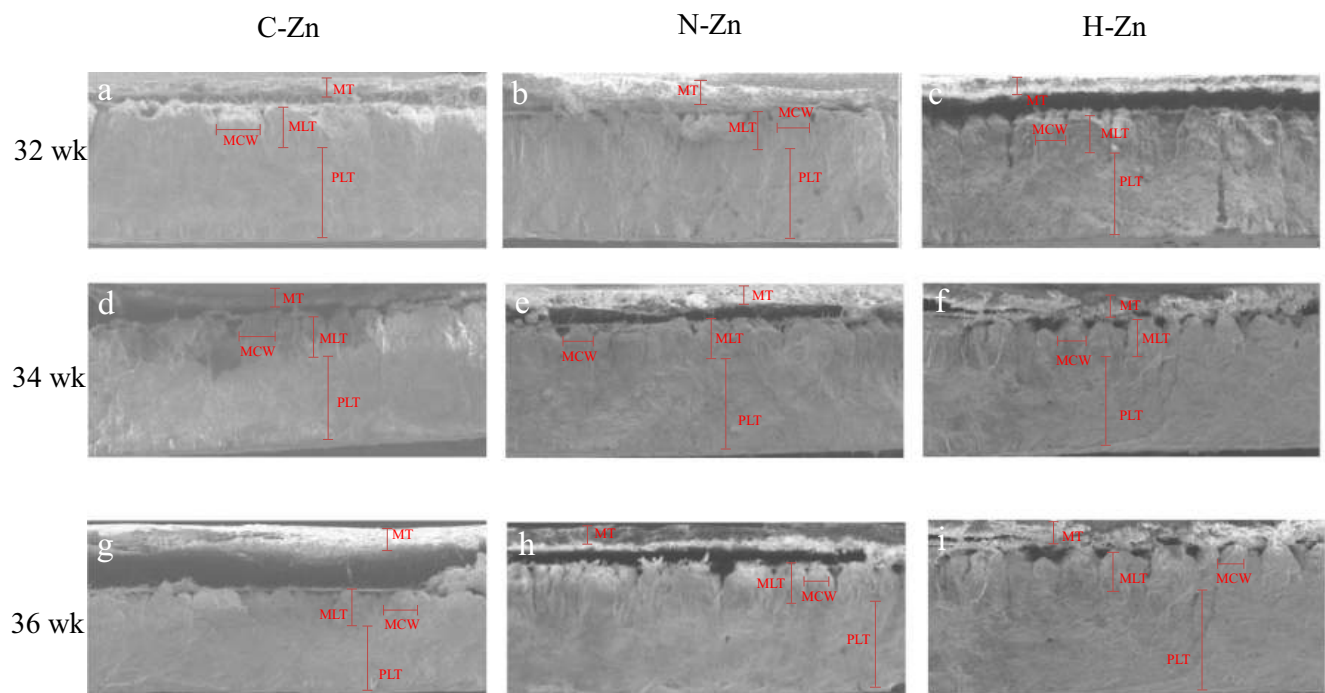 C-Zn N-Zn H-Zn
32 wk
a MT MLT MCW PLT
b MT MCW MLT PLT
c MT MCW MLT PLT
34 wk
d MT MLT MCW PLT
e MT MLT MCW PLT
f MT MLT MCW PLT
36 wk
g MT MLT MCW PLT
h MT MLT MCW PLT
i MT MLT MCW PLT